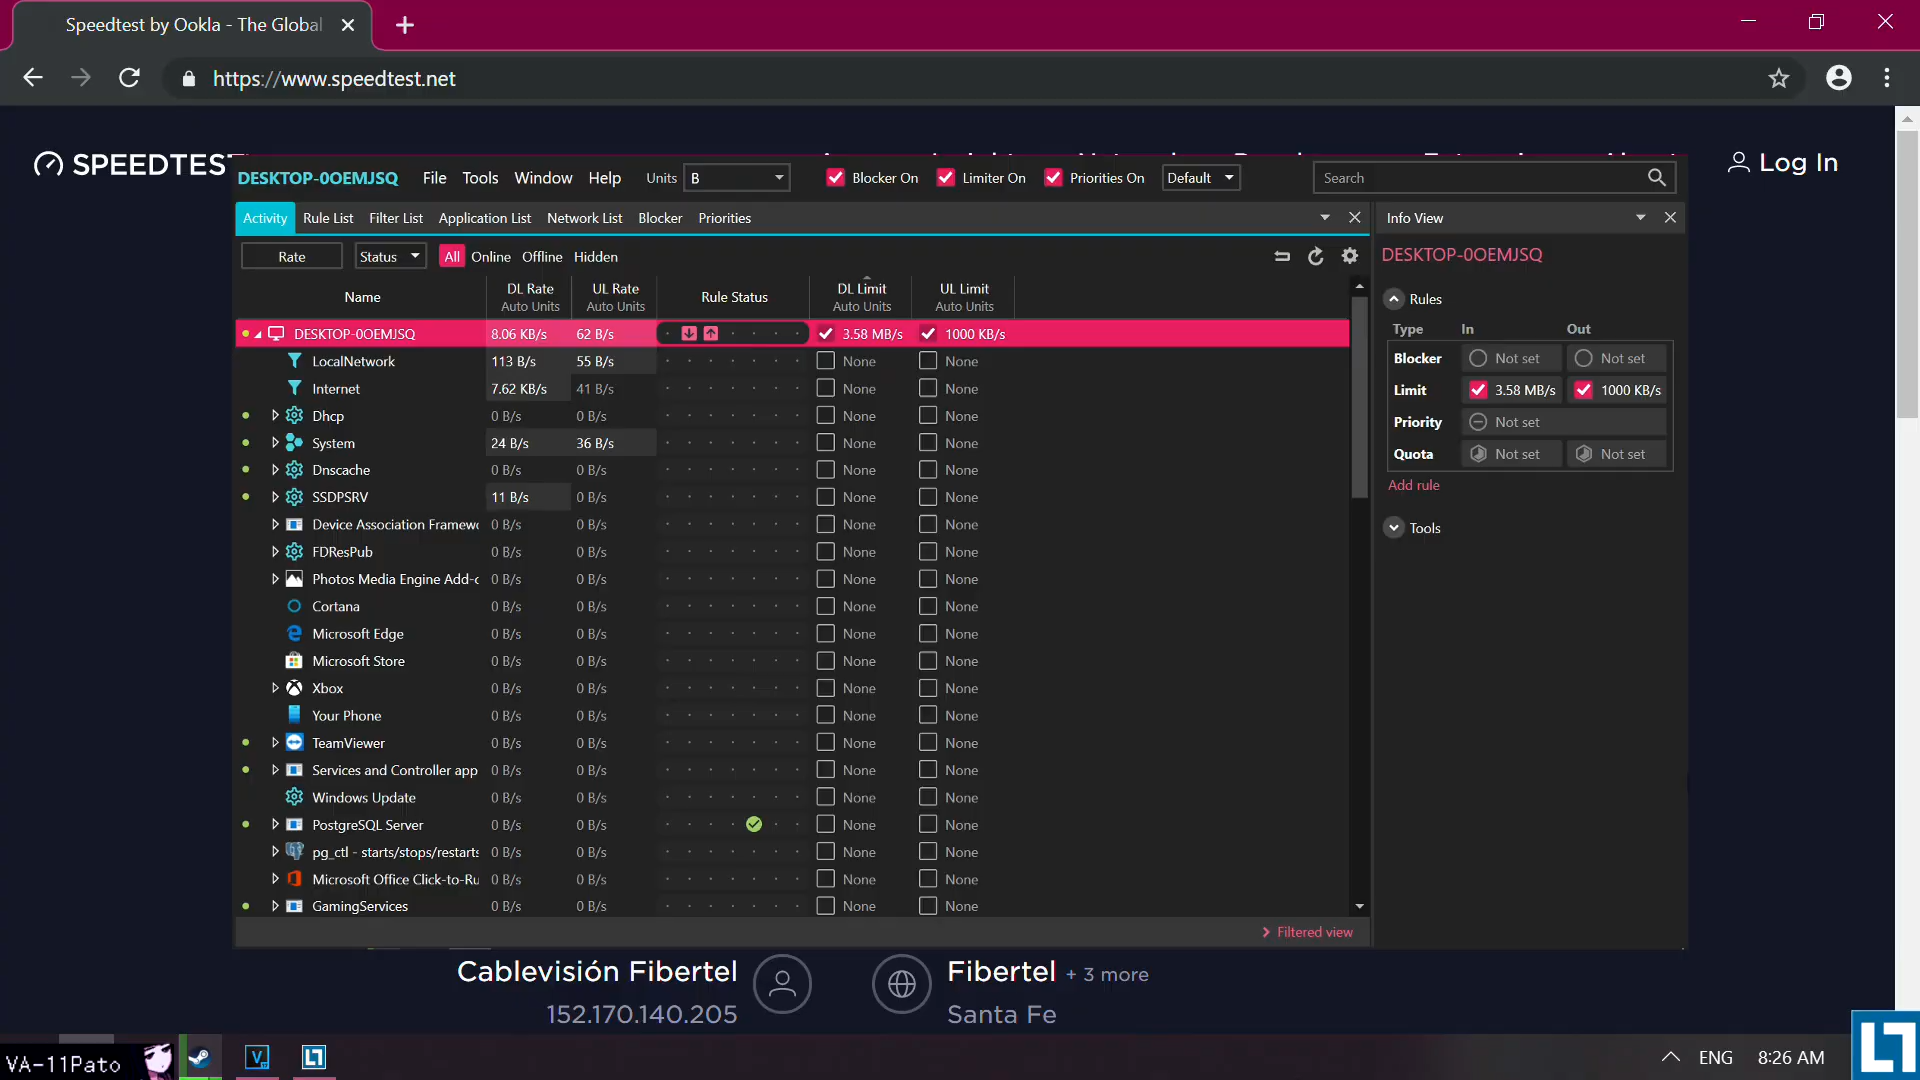 Speedtest by Ookla - The Global
https://www.speedtest.net
SPEEDTEST
Log In
DESKTOP-0OEMJSQ File Tools Window Help Units B Blocker On Limiter On Priorities On Default Search
Activity Rule List Filter List Application List Network List Blocker Priorities
Rate Status All Online Offline Hidden
Name DL Rate Auto Units UL Rate Auto Units Rule Status DL Limit Auto Units UL Limit Auto Units
DESKTOP-0OEMJSQ 8.06 KB/s 62 B/s 3.58 MB/s 1000 KB/s
LocalNetwork 113 B/s 55 B/s None None
Internet 7.62 KB/s 41 B/s None None
Dhcp 0 B/s 0 B/s None None
System 24 B/s 36 B/s None None
Dnscache 0 B/s 0 B/s None None
SSDPSRV 11 B/s 0 B/s None None
Device Association Framewo 0 B/s 0 B/s None None
FDResPub 0 B/s 0 B/s None None
Photos Media Engine Add-o 0 B/s 0 B/s None None
Cortana 0 B/s 0 B/s None None
Microsoft Edge 0 B/s 0 B/s None None
Microsoft Store 0 B/s 0 B/s None None
Xbox 0 B/s 0 B/s None None
Your Phone 0 B/s 0 B/s None None
TeamViewer 0 B/s 0 B/s None None
Services and Controller app 0 B/s 0 B/s None None
Windows Update 0 B/s 0 B/s None None
PostgreSQL Server 0 B/s 0 B/s None None
pg_ctl - starts/stops/restarts 0 B/s 0 B/s None None
Microsoft Office Click-to-Ru 0 B/s 0 B/s None None
GamingServices 0 B/s 0 B/s None None
Filtered view
Info View
DESKTOP-0OEMJSQ
Rules
Type In Out
Blocker Not set Not set
Limit 3.58 MB/s 1000 KB/s
Priority Not set
Quota Not set Not set
Add rule
Tools
Cablevisión Fibertel
152.170.140.205
Fibertel + 3 more
Santa Fe
VA-11Pato
ENG 8:26 AM